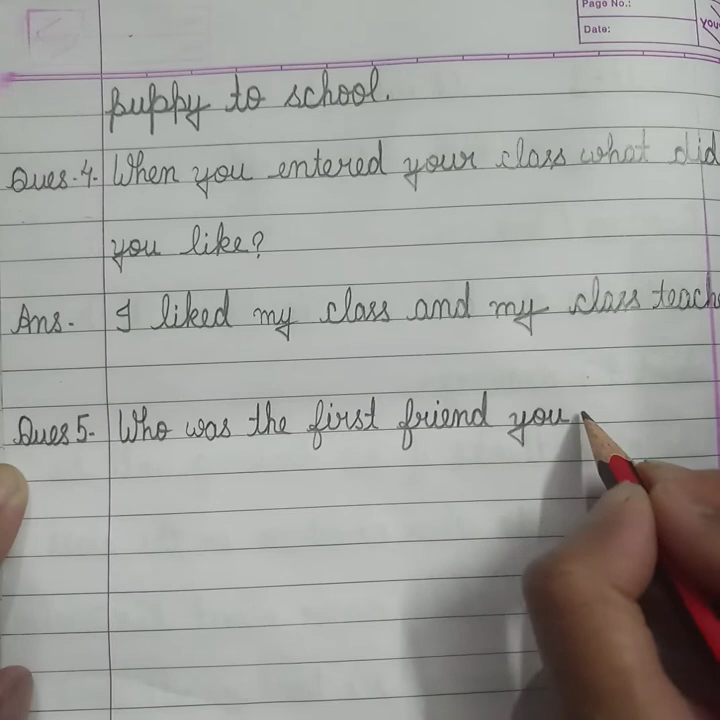 Page No.:
Date:
you
puppy to school.
Ques.4. When you entered your class what did
you like?
Ans. I liked my class and my class teach
Ques 5. Who was the first friend you